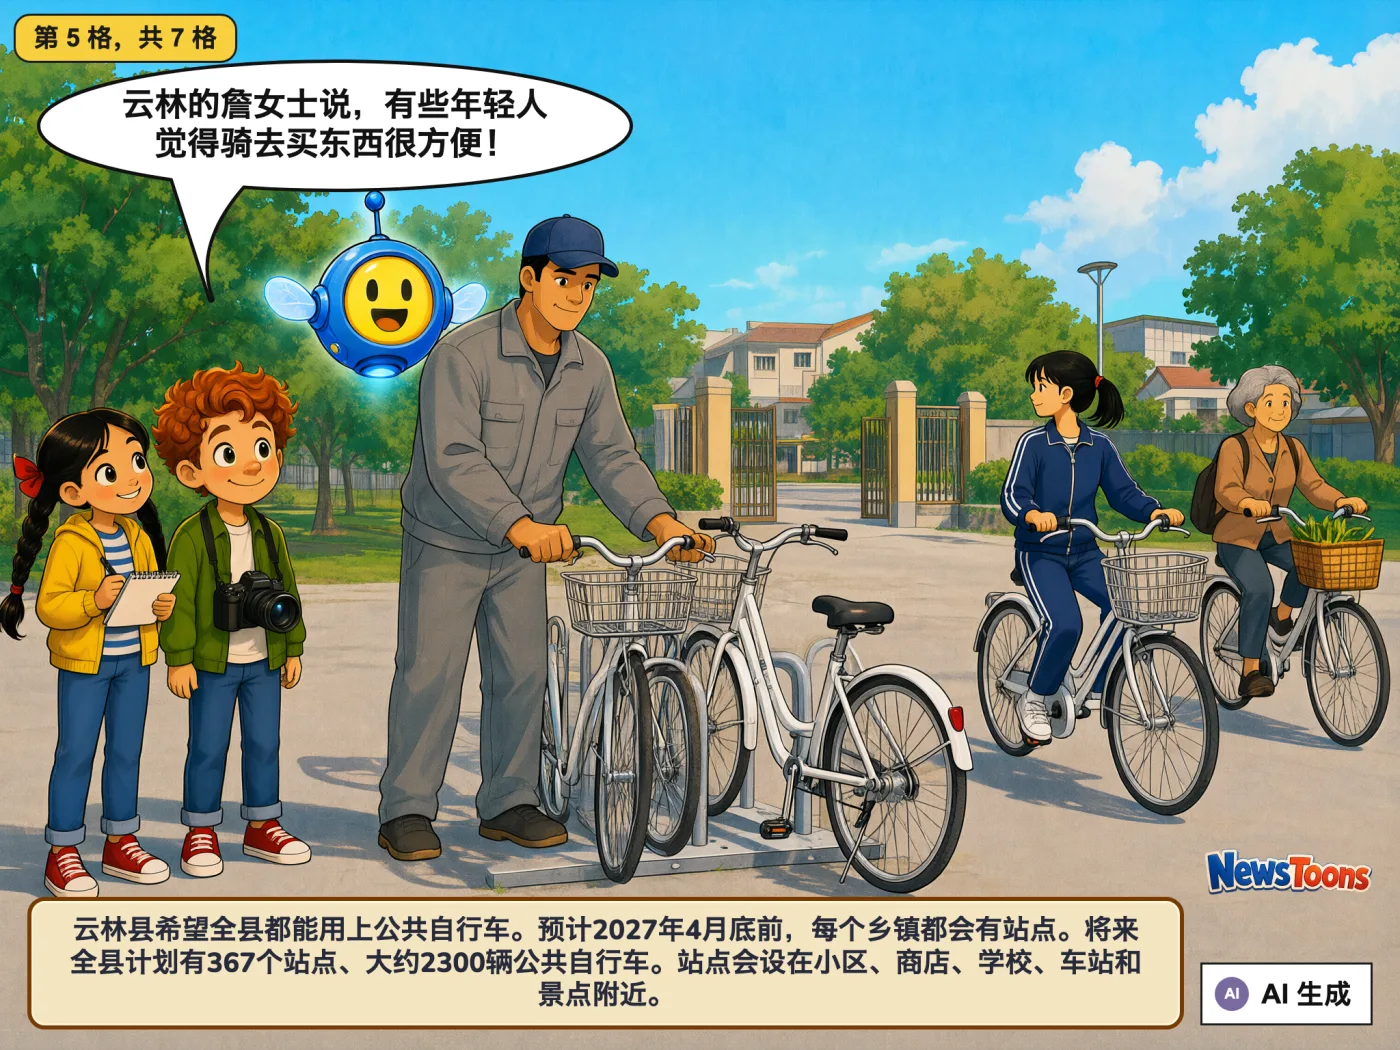 第 5 格，共 7 格
云林的詹女士说，有些年轻人
觉得骑去买东西很方便！
云林县希望全县都能用上公共自行车。预计2027年4月底前，每个乡镇都会有站点。将来
全县计划有367个站点、大约2300辆公共自行车。站点会设在小区、商店、学校、车站和
景点附近。
NewsToons
AI AI 生成